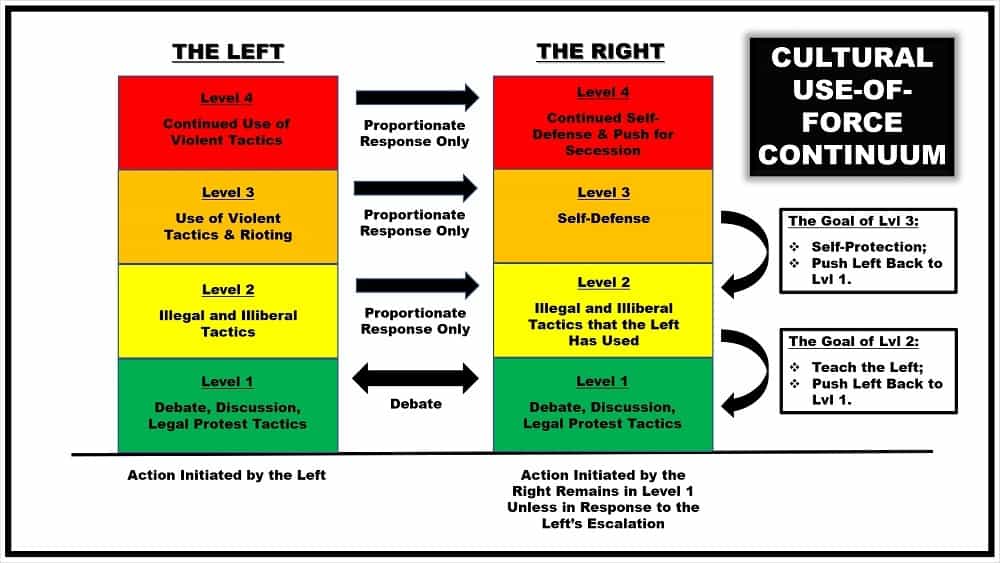 THE LEFT
THE RIGHT
CULTURAL
USE-OF-
FORCE
CONTINUUM
Level 4
Continued Use of
Violent Tactics
Proportionate
Response Only
Level 4
Continued Self-
Defense & Push for
Secession
Level 3
Use of Violent
Tactics & Rioting
Proportionate
Response Only
Level 3
Self-Defense
The Goal of Lvl 3:
❖ Self-Protection;
❖ Push Left Back to
Lvl 1.
Level 2
Illegal and Illiberal
Tactics
Proportionate
Response Only
Level 2
Illegal and Illiberal
Tactics that the Left
Has Used
The Goal of Lvl 2:
❖ Teach the Left;
❖ Push Left Back to
Lvl 1.
Level 1
Debate, Discussion,
Legal Protest Tactics
Debate
Level 1
Debate, Discussion,
Legal Protest Tactics
Action Initiated by the Left
Action Initiated by the
Right Remains in Level 1
Unless in Response to the
Left's Escalation